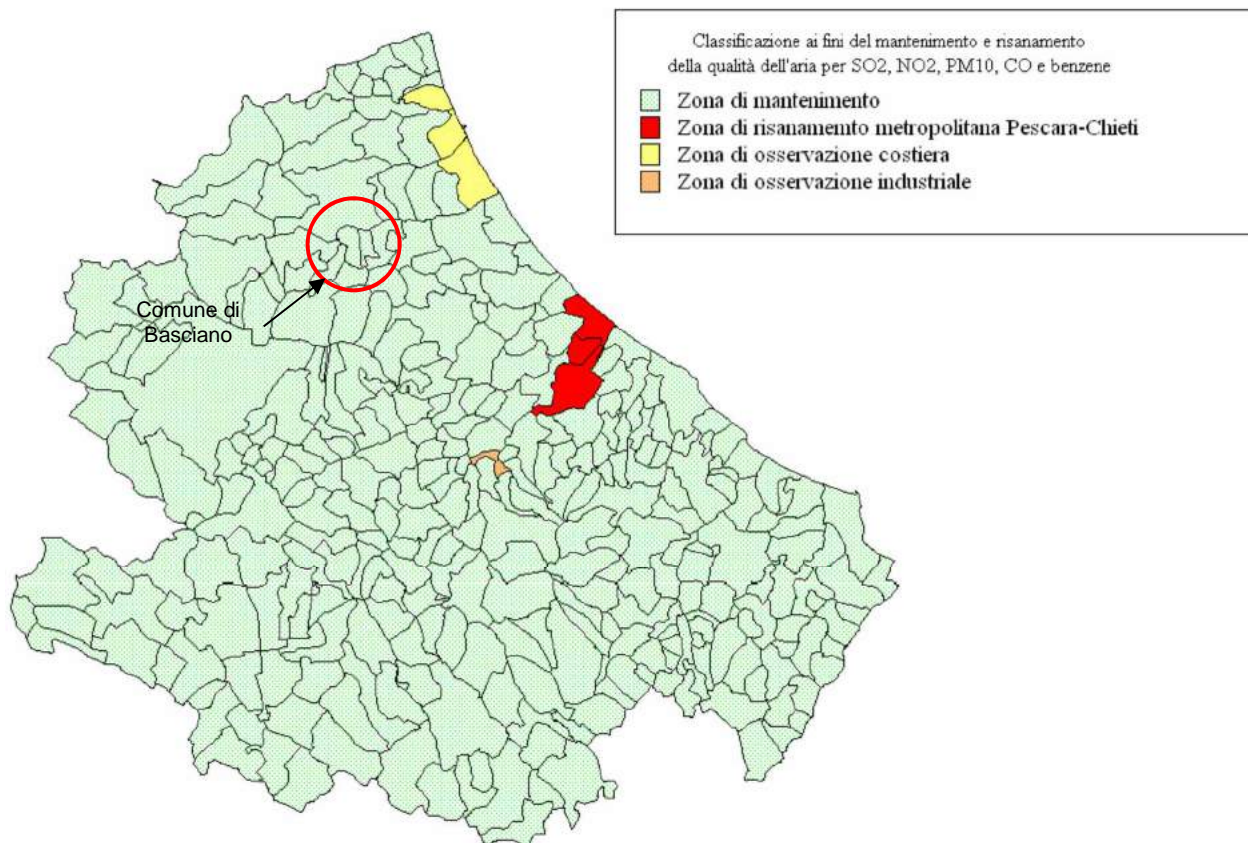 Classificazione ai fini del mantenimento e risanamento
della qualità dell'aria per SO2, NO2, PM10, CO e benzene
Zona di mantenimento
Zona di risanamemto metropolitana Pescara-Chieti
Zona di osservazione costiera
Zona di osservazione industriale
Comune di
Basciano